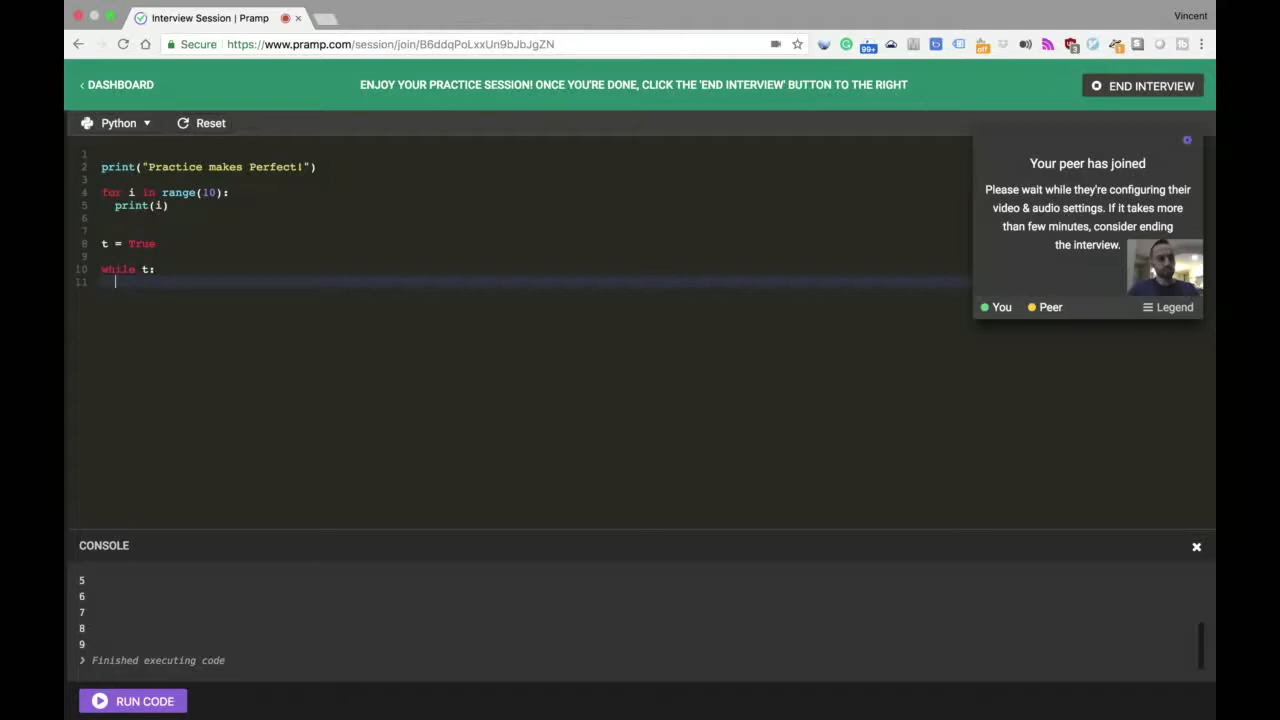 Interview Session | Pramp
Vincent
Secure
https://www.pramp.com/session/join/B6ddqPoLxxUn9bJbJgZN
99+
off
3
1
DASHBOARD
ENJOY YOUR PRACTICE SESSION! ONCE YOU'RE DONE, CLICK THE 'END INTERVIEW' BUTTON TO THE RIGHT
END INTERVIEW
Python
Reset
1
2 print("Practice makes Perfect!")
3
4 for i in range(10):
5 print(i)
6
7
8 t = True
9
10 while t:
11
Your peer has joined
Please wait while they're configuring their
video & audio settings. If it takes more
than few minutes, consider ending
the interview.
You
Peer
Legend
CONSOLE
5
6
7
8
9
Finished executing code
RUN CODE